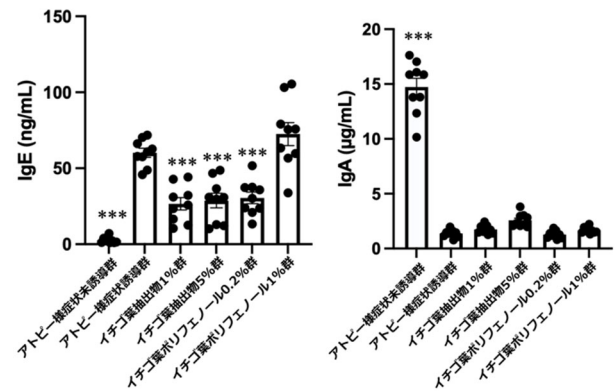 IgE (ng/mL)
150
100
50
0
***
***
***
***
アトピー様症状未誘導群
アトピー様症状誘導群
イチゴ葉抽出物1%群
イチゴ葉抽出物5%群
イチゴ葉ポリフェノール0.2%群
イチゴ葉ポリフェノール1%群
IgA (μg/mL)
20
15
10
5
0
***
アトピー様症状未誘導群
アトピー様症状誘導群
イチゴ葉抽出物1%群
イチゴ葉抽出物5%群
イチゴ葉ポリフェノール0.2%群
イチゴ葉ポリフェノール1%群